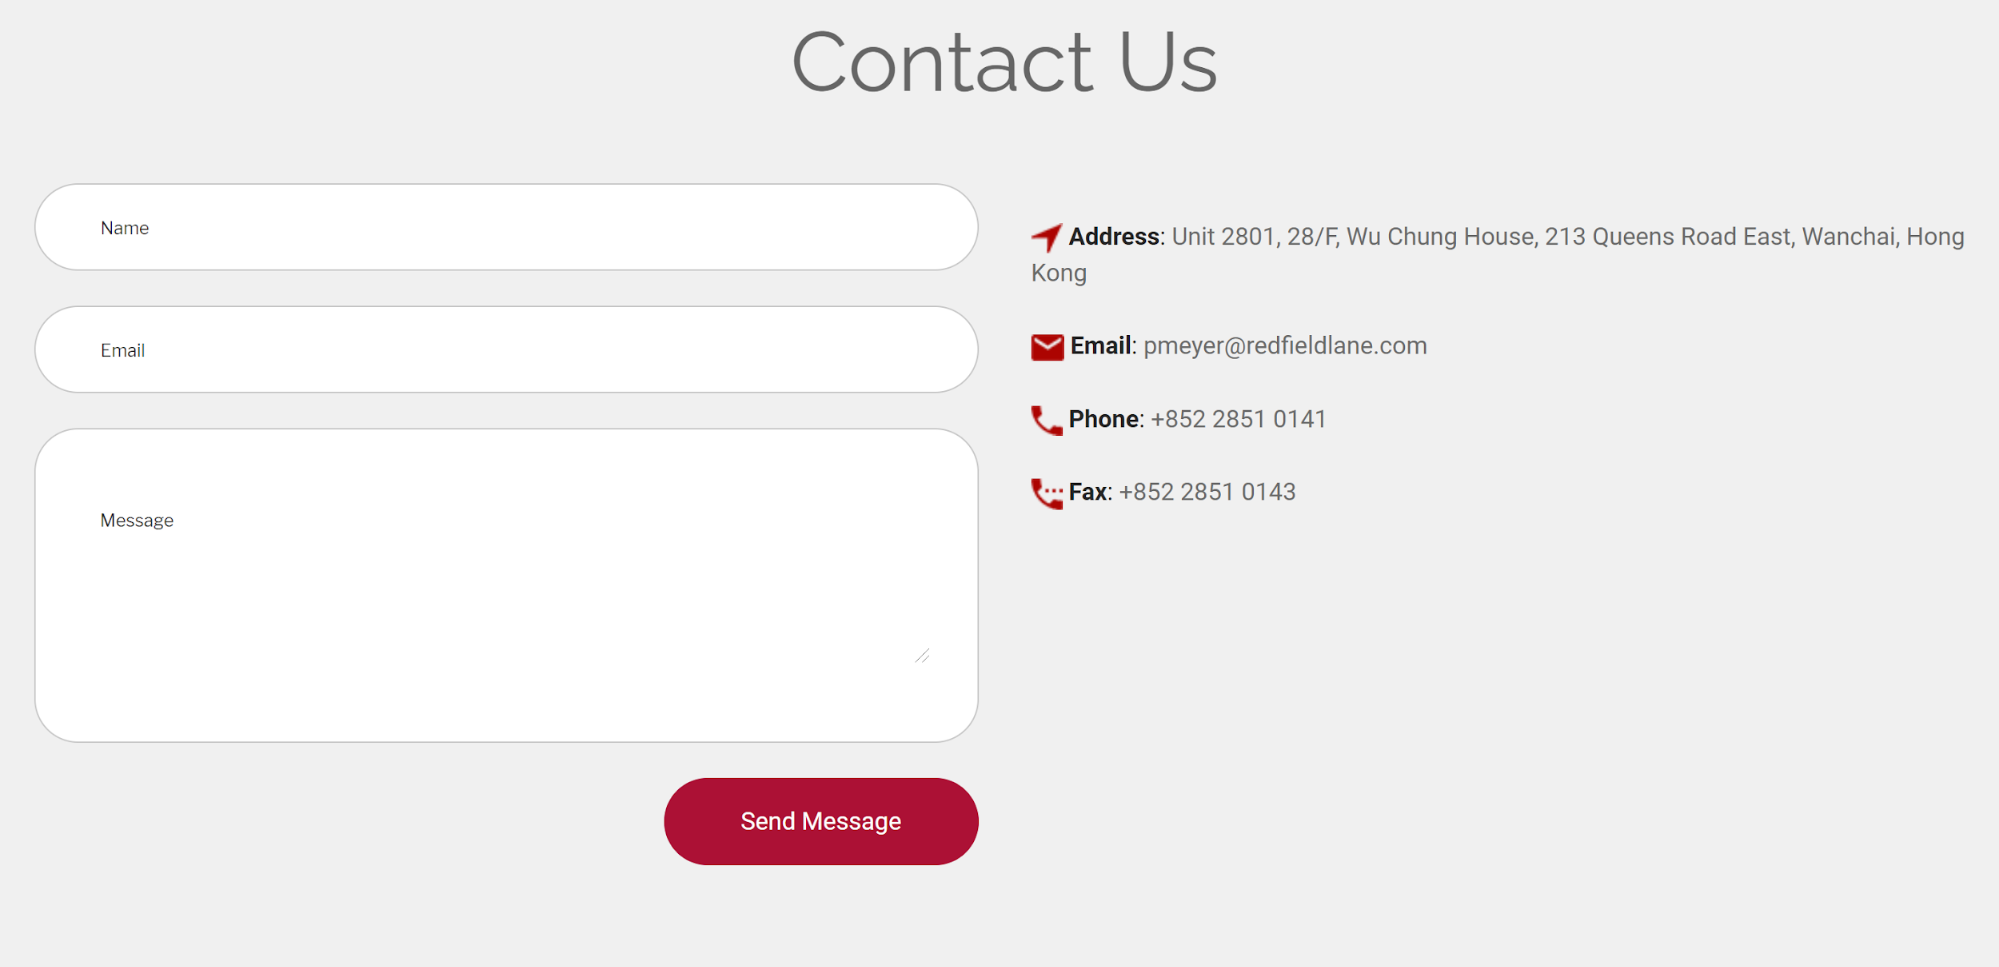 Contact Us
Name
Email
Message
Send Message
Address: Unit 2801, 28/F, Wu Chung House, 213 Queens Road East, Wanchai, Hong
Kong
Email: pmeyer@redfieldlane.com
Phone: +852 2851 0141
Fax: +852 2851 0143